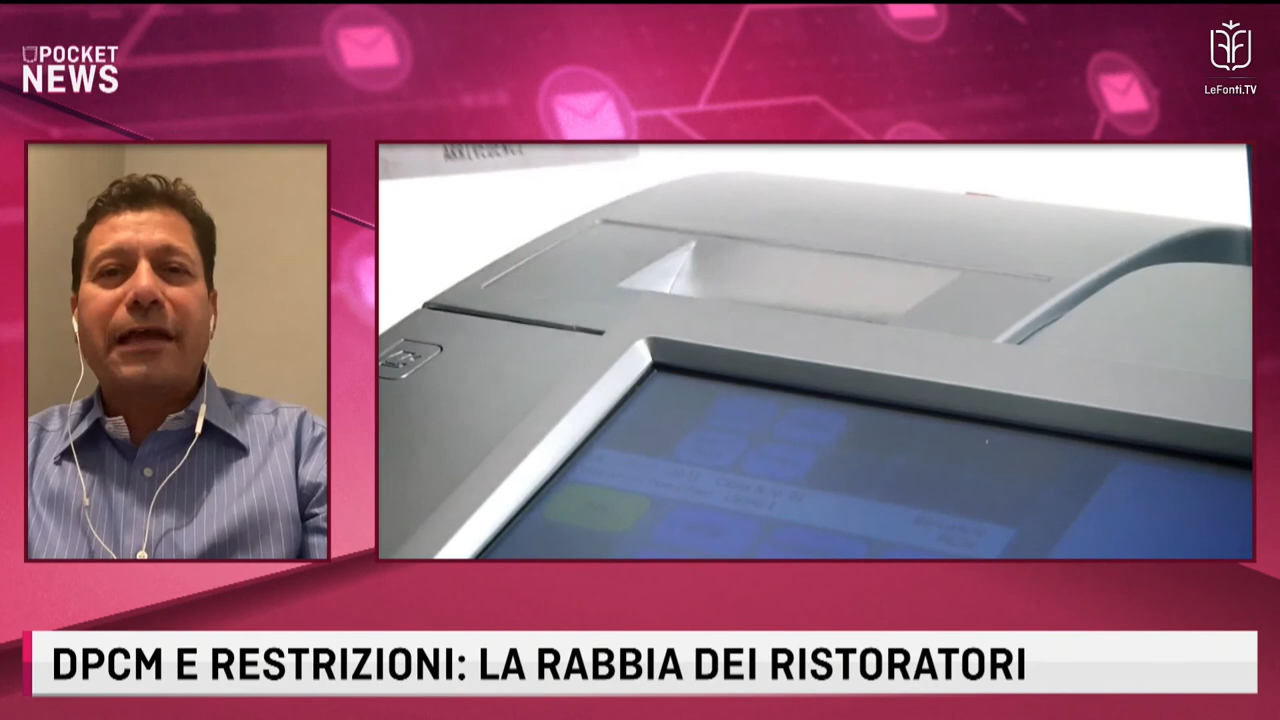 POCKET
NEWS
LeFonti.TV
DPCM E RESTRIZIONI: LA RABBIA DEI RISTORATORI